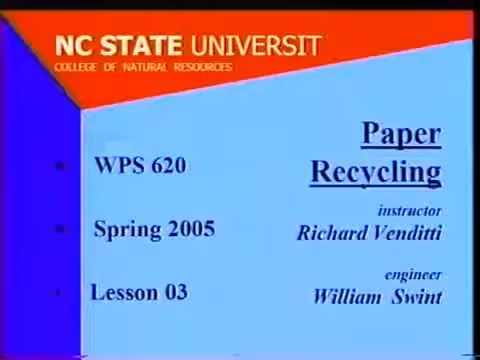 NC STATE UNIVERSIT
COLLEGE OF NATURAL RESOURCES
Paper
Recycling
• WPS 620
instructor
• Spring 2005
Richard Venditti
engineer
• Lesson 03
William Swint